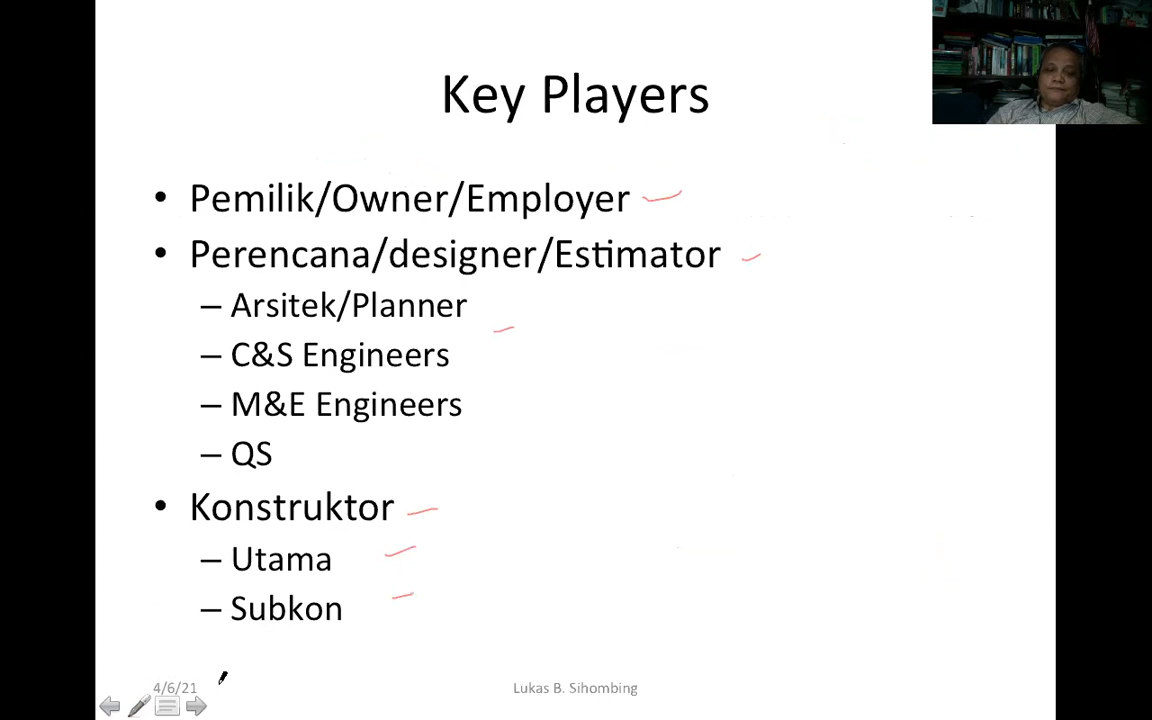 Key Players
• Pemilik/Owner/Employer
• Perencana/designer/Estimator
– Arsitek/Planner
– C&S Engineers
– M&E Engineers
– QS
• Konstruktor
– Utama
– Subkon
4/6/21
Lukas B. Sihombing